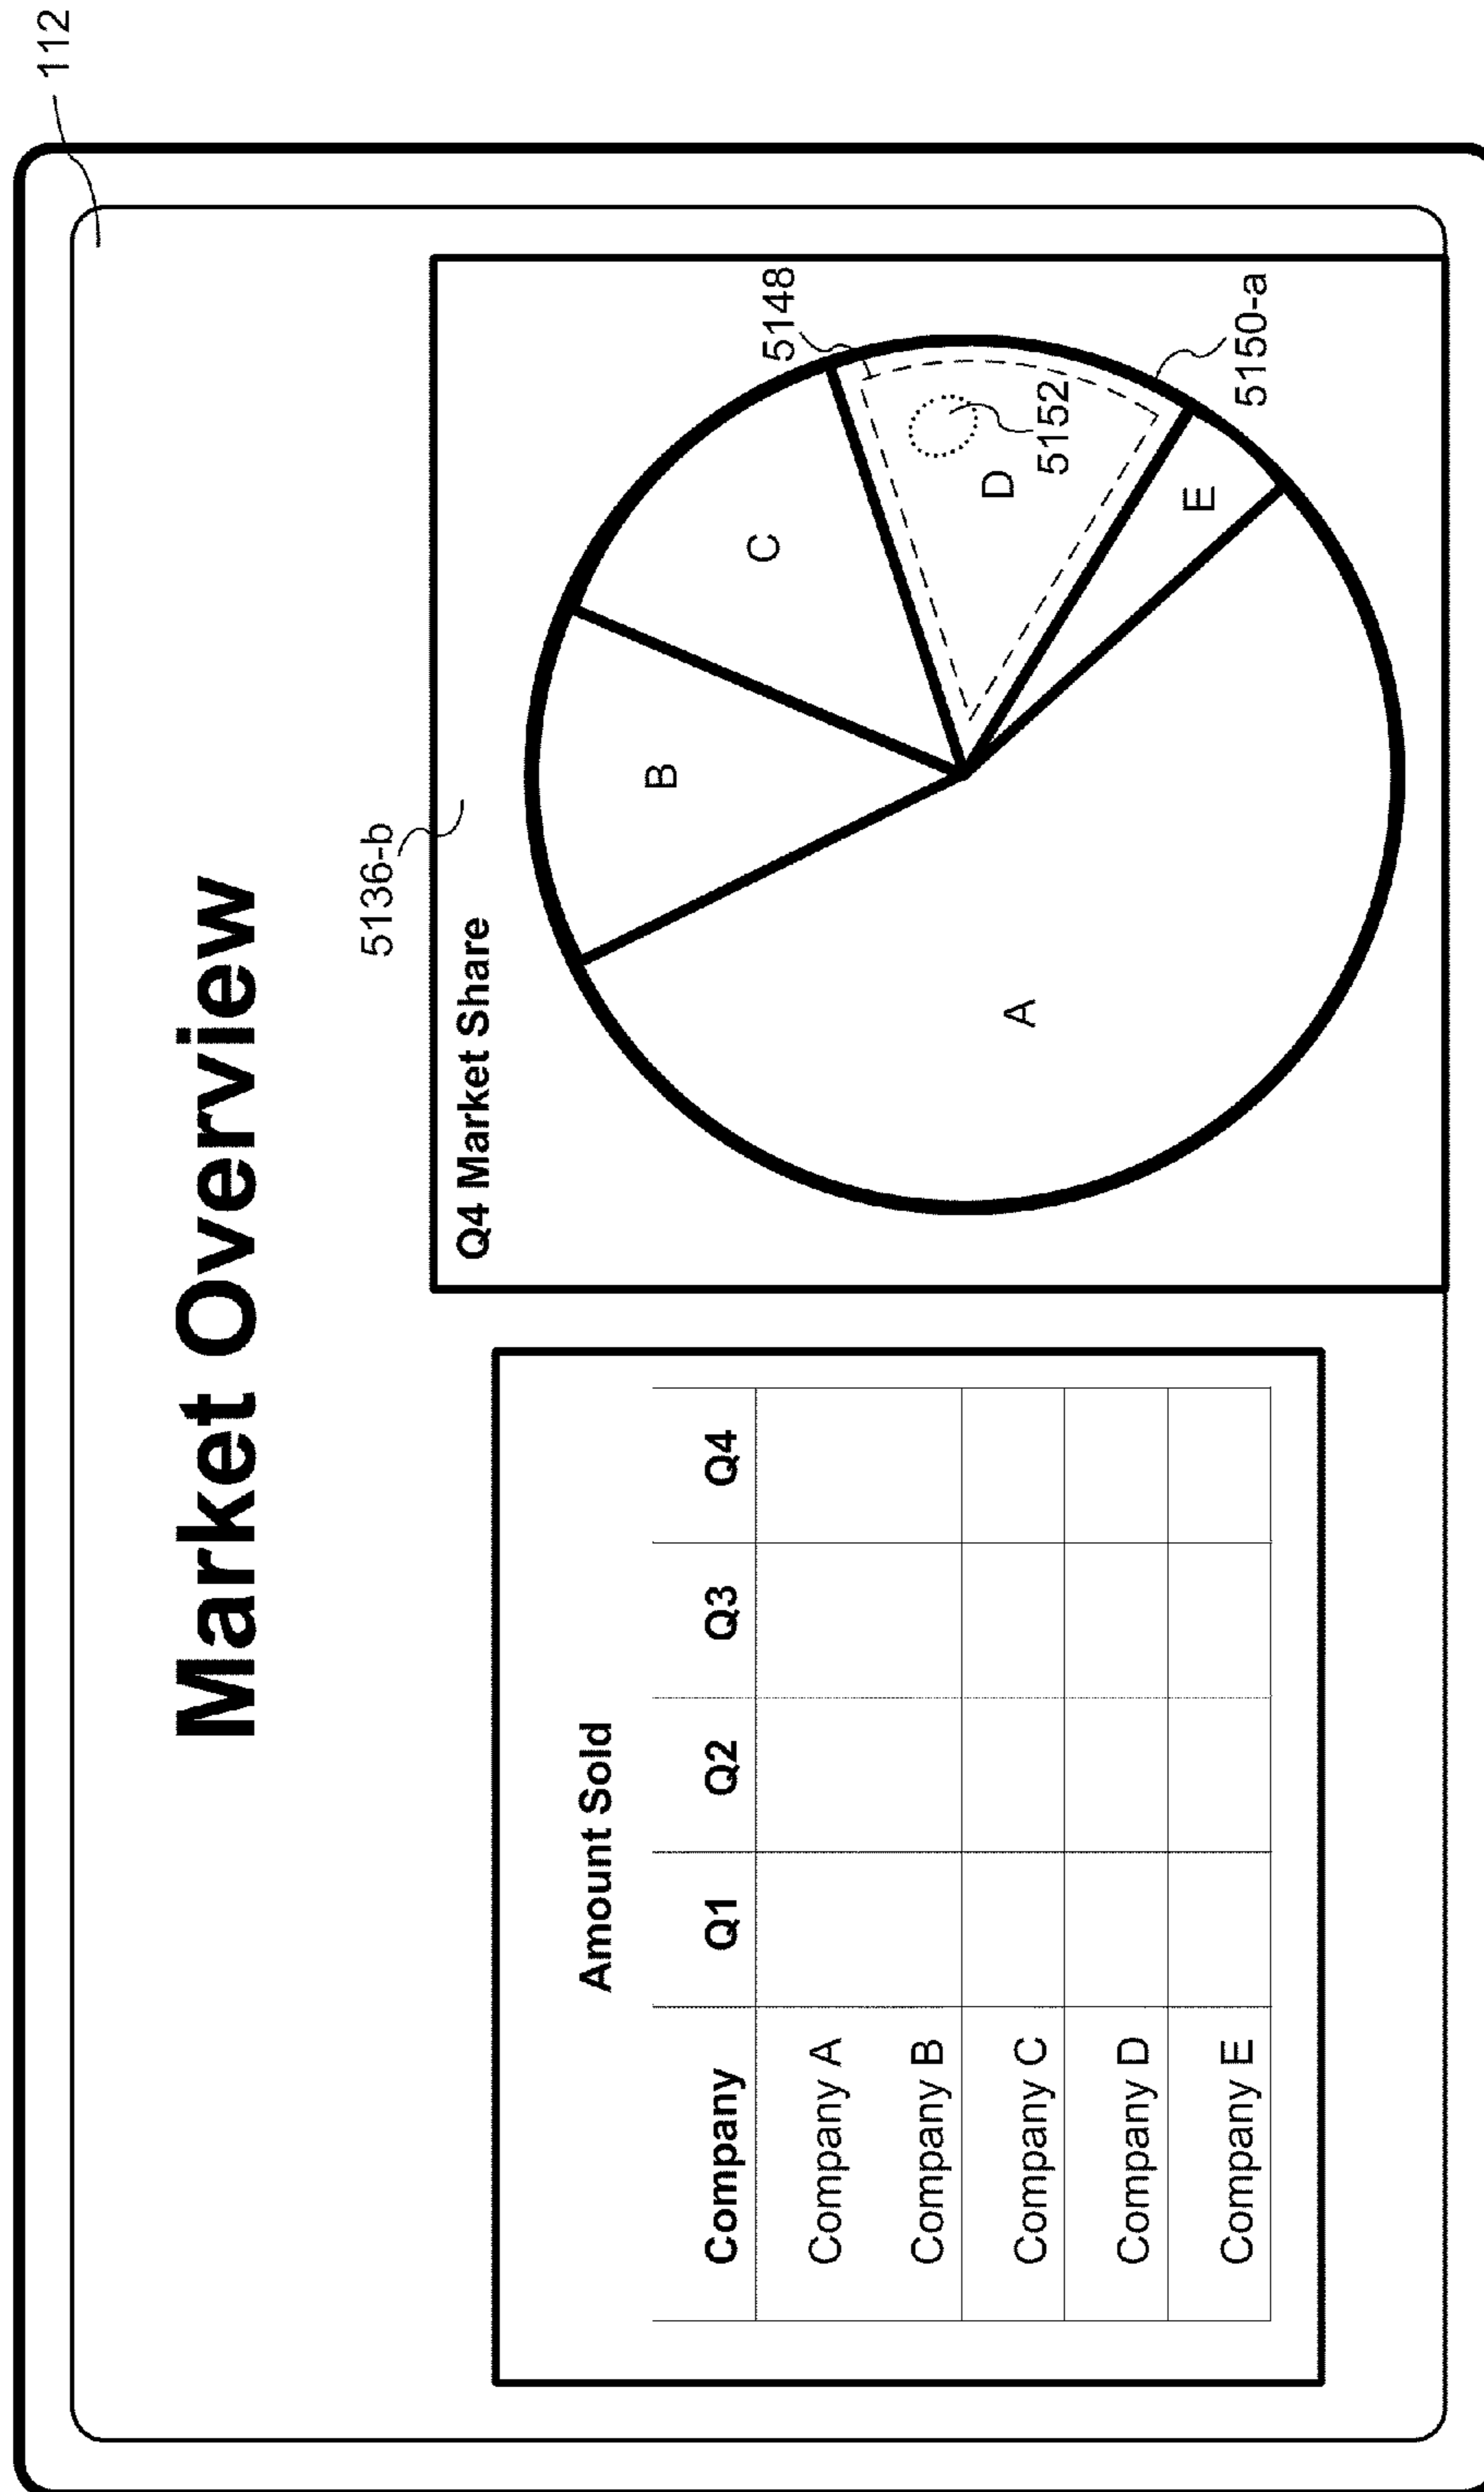 112
Market Overview
5136-b
Amount Sold
Company Q1 Q2 Q3 Q4
Company A
Company B
Company C
Company D
Company E
Q4 Market Share
A
B
C
D
E
5148
5152
5150-a